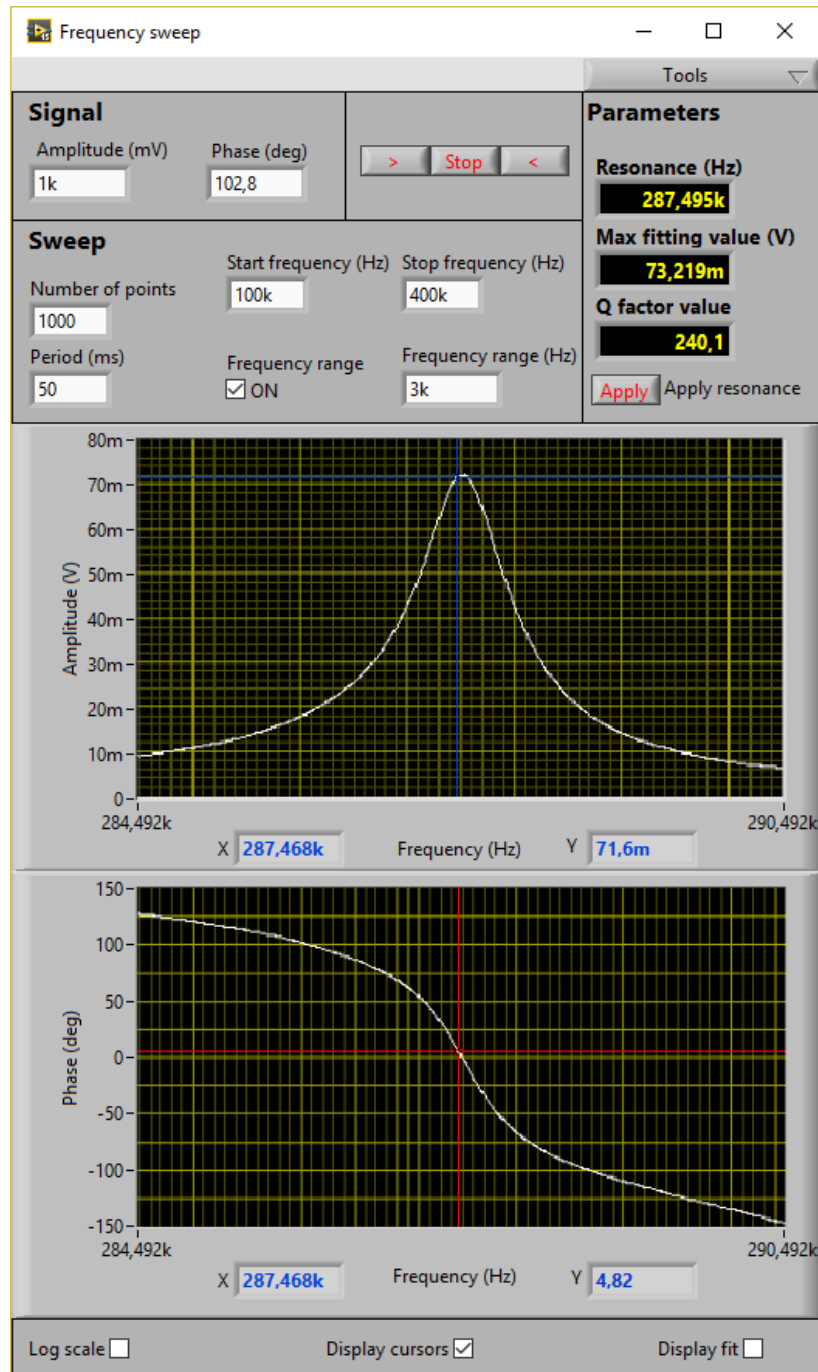 Frequency sweep
Tools
Signal
Amplitude (mV)
Phase (deg)
1k
102,8
>
Stop
<
Parameters
Resonance (Hz)
287,495k
Max fitting value (V)
73,219m
Q factor value
240,1
Apply
Apply resonance
Sweep
Number of points
1000
Start frequency (Hz)
100k
Stop frequency (Hz)
400k
Period (ms)
50
Frequency range
ON
Frequency range (Hz)
3k
80m
70m
60m
50m
40m
30m
20m
10m
0
Amplitude (V)
284,492k
290,492k
X 287,468k
Frequency (Hz)
Y 71,6m
150
100
50
0
-50
-100
-150
Phase (deg)
284,492k
290,492k
X 287,468k
Frequency (Hz)
Y 4,82
Log scale
Display cursors
Display fit